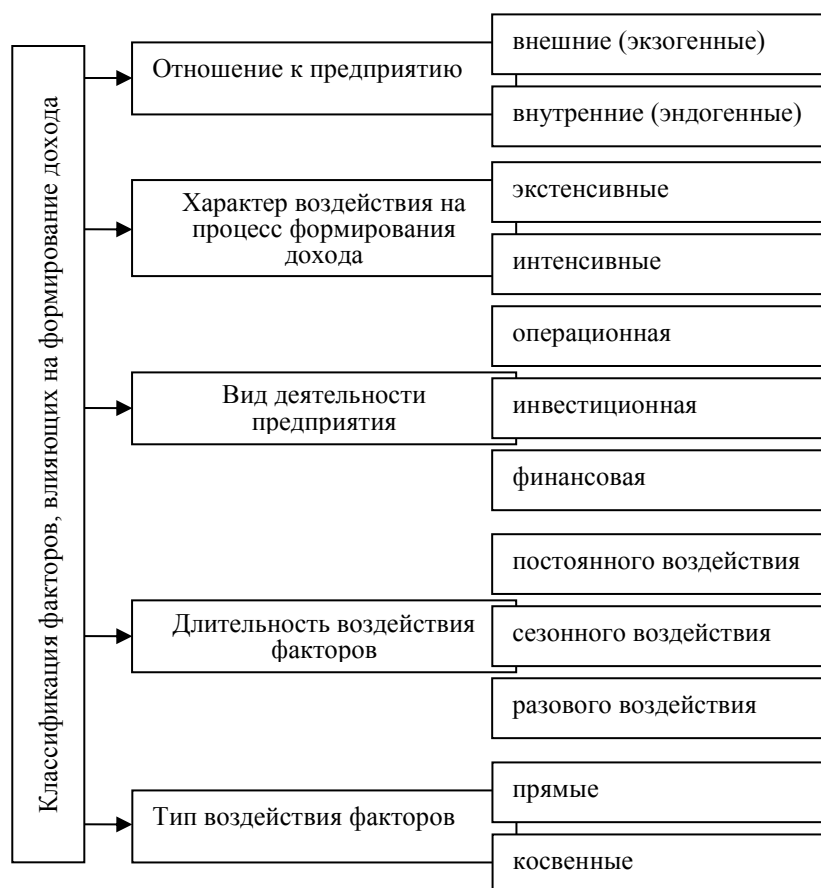 Классификация факторов, влияющих на формирование дохода
Отношение к предприятию
внешние (экзогенные)
внутренние (эндогенные)
Характер воздействия на
процесс формирования
дохода
экстенсивные
интенсивные
Вид деятельности
предприятия
операционная
инвестиционная
финансовая
Длительность воздействия
факторов
постоянного воздействия
сезонного воздействия
разового воздействия
Тип воздействия факторов
прямые
косвенные